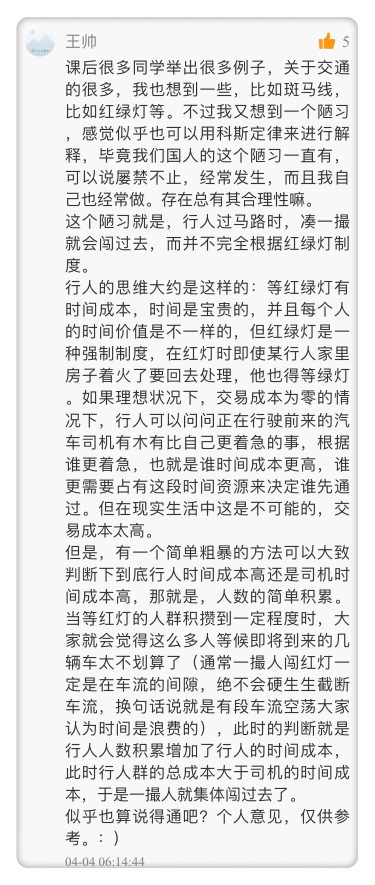 王帅
5
课后很多同学举出很多例子，关于交通
的很多，我也想到一些，比如斑马线，
比如红绿灯等。不过我又想到一个陋习
，感觉似乎也可以用科斯定律来进行解
释，毕竟我们国人的这个陋习一直有，
可以说屡禁不止，经常发生，而且我自
己也经常做。存在总有其合理性嘛。
这个陋习就是，行人过马路时，凑一撮
就会闯过去，而并不完全根据红绿灯制
度。
行人的思维大约是这样的：等红绿灯有
时间成本，时间是宝贵的，并且每个人
的时间价值是不一样的，但红绿灯是一
种强制制度，在红灯时即使某行人家里
房子着火了要回去处理，他也得等绿灯
。如果理想状况下，交易成本为零的情
况下，行人可以问问正在行驶前来的汽
车司机有木有比自己更着急的事，根据
谁更着急，也就是谁时间成本更高，谁
更需要占有这段时间资源来决定谁先通
过。但在现实生活中这是不可能的，交
易成本太高。
但是，有一个简单粗暴的方法可以大致
判断下到底行人时间成本高还是司机时
间成本高，那就是，人数的简单积累。
当等红灯的人群积攒到一定程度时，大
家就会觉得这么多人等候即将到来的几
辆车太不划算了（通常一撮人闯红灯一
定是在车流的间隙，绝不会硬生生截断
车流，换句话说就是有段车流空荡大家
认为时间是浪费的），此时的判断就是
行人人数积累增加了行人的时间成本，
此时行人群的总成本大于司机的时间成
本，于是一撮人就集体闯过去了。
似乎也算说得通吧？个人意见，仅供参
考。：）
04-04 06:14:44